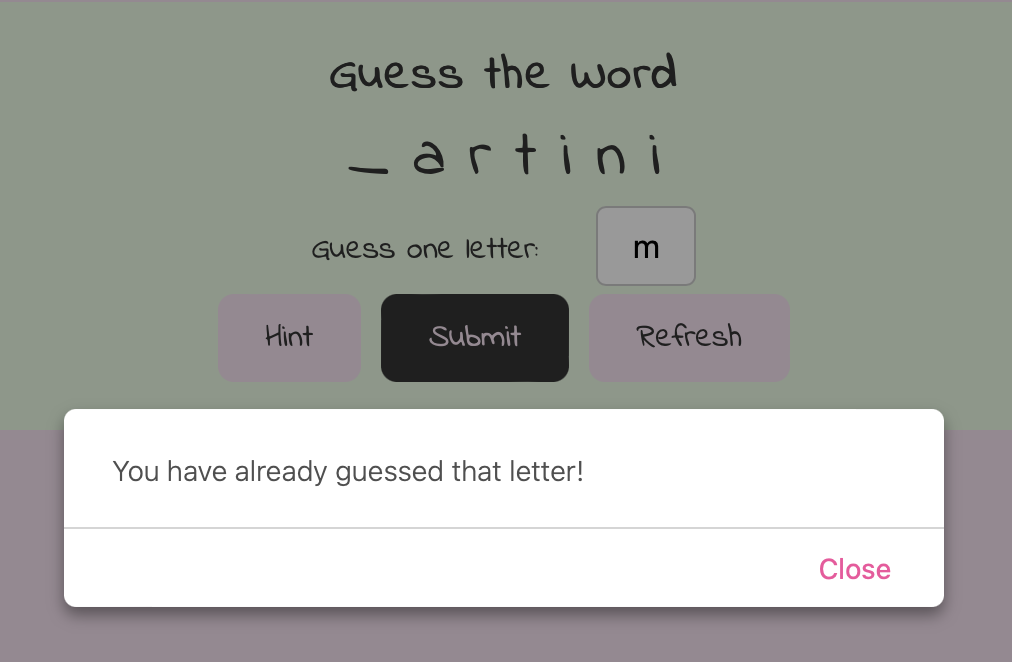 Guess the word
_ a r t i n i
Guess one letter: m
Hint Submit Refresh
You have already guessed that letter!
Close